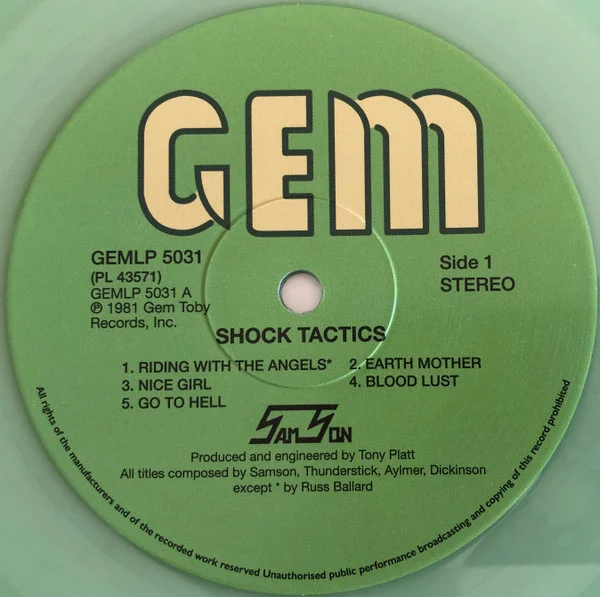 GEM
GEMLP 5031
(PL 43571)
GEMLP 5031 A
℗ 1981 Gem Toby
Records, Inc.
Side 1
STEREO
SHOCK TACTICS
1. RIDING WITH THE ANGELS* 2. EARTH MOTHER
3. NICE GIRL 4. BLOOD LUST
5. GO TO HELL
SAMSON
Produced and engineered by Tony Platt
All titles composed by Samson, Thunderstick, Aylmer, Dickinson
except * by Russ Ballard
All rights of the manufacturers and of the recorded work reserved Unauthorised public performance broadcasting and copying of this record prohibited